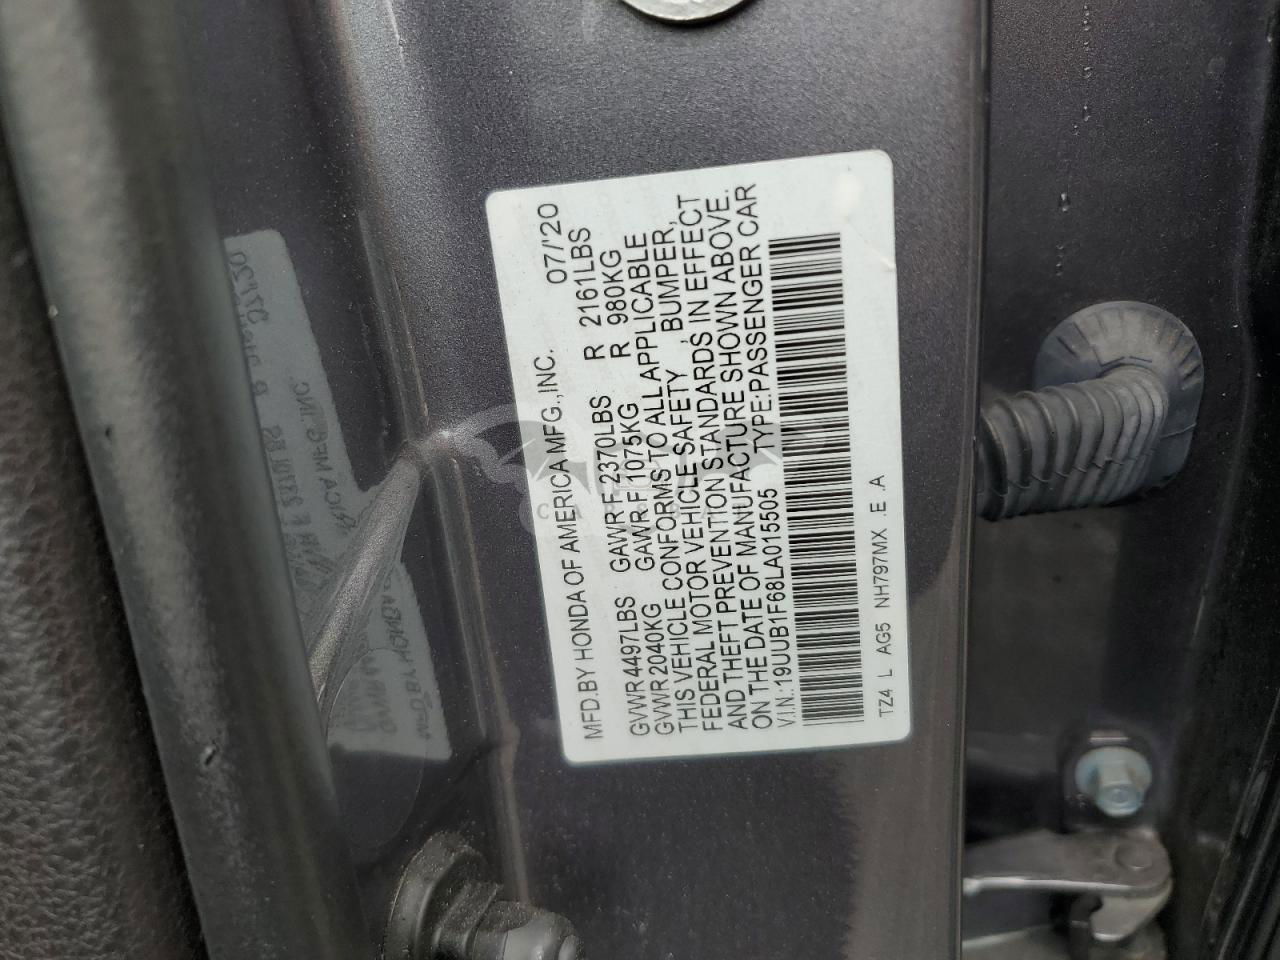 MFD.BY HONDA OF AMERICA MFG.,INC. 07/'20
GVWR 4497LBS GAWR F 2370LBS R 2161LBS
GVWR 2040KG GAWR F 1075KG R 980KG
THIS VEHICLE CONFORMS TO ALL APPLICABLE
FEDERAL MOTOR VEHICLE SAFETY, BUMPER,
AND THEFT PREVENTION STANDARDS IN EFFECT
ON THE DATE OF MANUFACTURE SHOWN ABOVE.
V.I.N.:19UUB1F68LA015505 TYPE:PASSENGER CAR
TZ4 L AG5 NH797MX .E .A